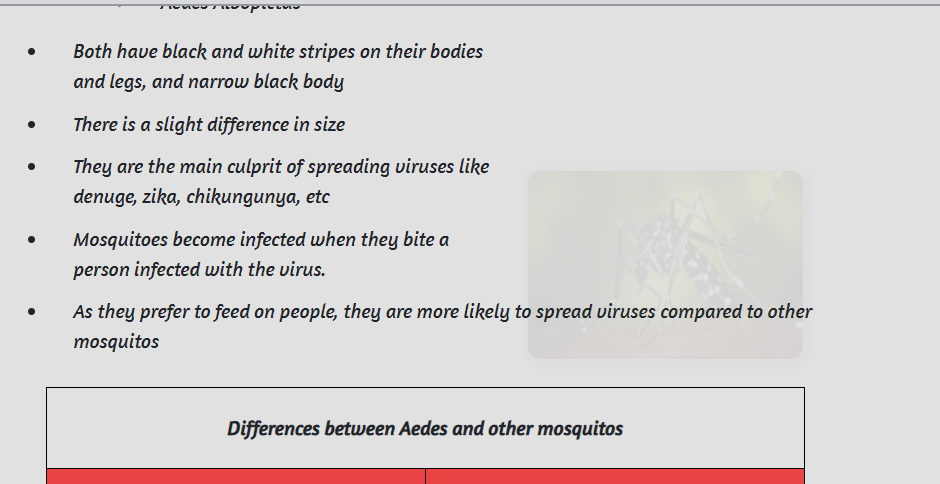 Aedes Albopictus
Both have black and white stripes on their bodies
and legs, and narrow black body
There is a slight difference in size
They are the main culprit of spreading viruses like
denuge, zika, chikungunya, etc
Mosquitoes become infected when they bite a
person infected with the virus.
As they prefer to feed on people, they are more likely to spread viruses compared to other
mosquitos
Differences between Aedes and other mosquitos